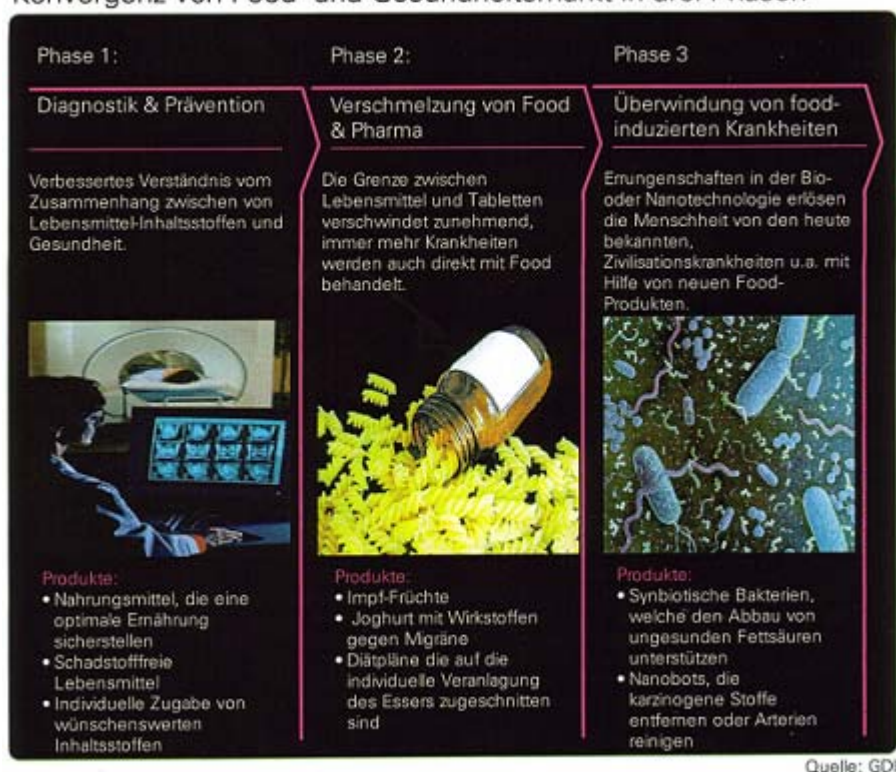 Konvergenz von Food- und Gesundheitsmarkt in drei Phasen
Phase 1:
Diagnostik & Prävention
Verbessertes Verständnis vom
Zusammenhang zwischen von
Lebensmittel-Inhaltsstoffen und
Gesundheit.
Produkte:
• Nahrungsmittel, die eine
optimale Ernährung
sicherstellen
• Schadstofffreie
Lebensmittel
• Individuelle Zugabe von
wünschenswerten
Inhaltsstoffen
Phase 2:
Verschmelzung von Food
& Pharma
Die Grenze zwischen
Lebensmittel und Tabletten
verschwindet zunehmend,
immer mehr Krankheiten
werden auch direkt mit Food
behandelt.
Produkte:
• Impf-Früchte
• Joghurt mit Wirkstoffen
gegen Migräne
• Diätpläne die auf die
individuelle Veranlagung
des Essers zugeschnitten
sind
Phase 3
Überwindung von food-
induzierten Krankheiten
Errungenschaften in der Bio-
oder Nanotechnologie erlösen
die Menschheit von den heute
bekannten,
Zivilisationskrankheiten u.a. mit
Hilfe von neuen Food-
Produkten.
Produkte:
• Synbiotische Bakterien,
welche den Abbau von
ungesunden Fettsäuren
unterstützen
• Nanobots, die
karzinogene Stoffe
entfernen oder Arterien
reinigen
Quelle: GDI